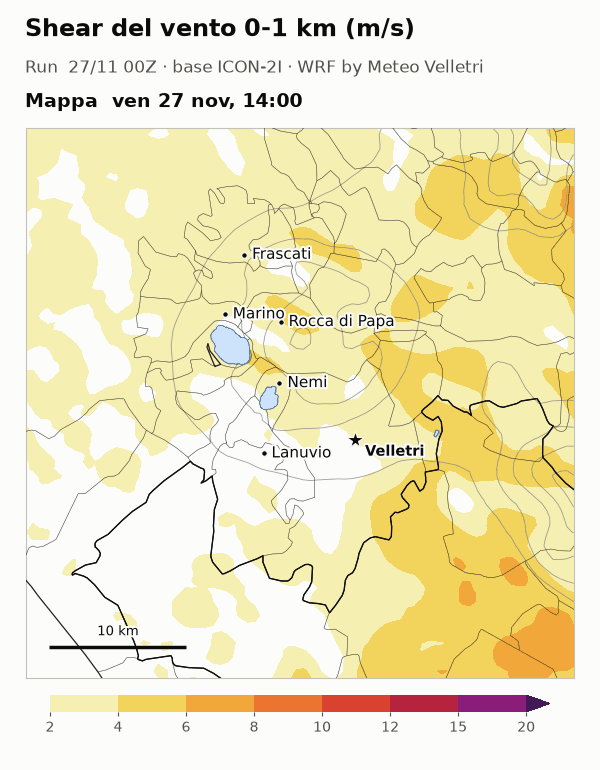 Shear del vento 0-1 km (m/s)
Run  27/11 00Z · base ICON-2I · WRF by Meteo Velletri
Mappa  ven 27 nov, 14:00
Frascati
Marino
Rocca di Papa
Nemi
Velletri
Lanuvio
10 km
2 4 6 8 10 12 15 20